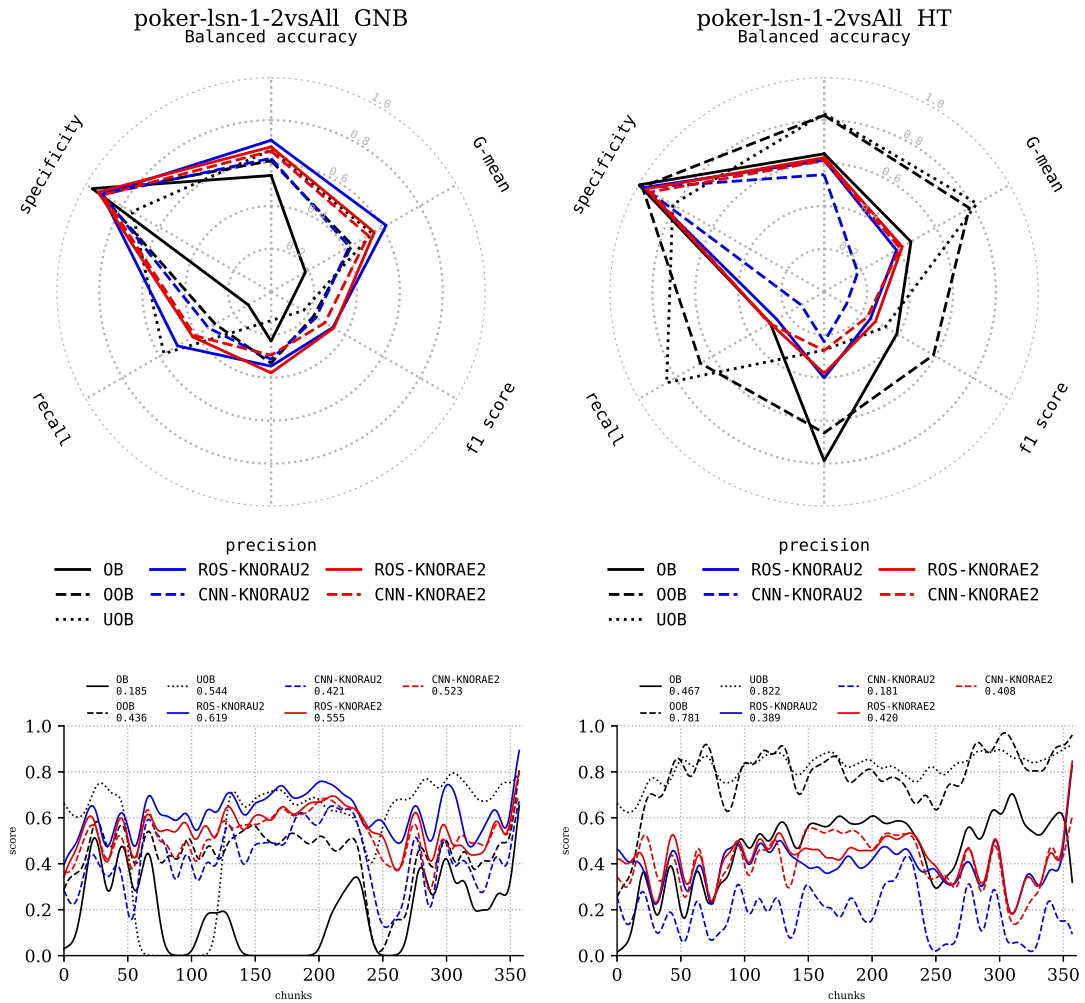 poker-lsn-1-2vsAll GNB
Balanced accuracy
1.0
0.8
0.6
0.2
G-mean
specificity
recall
f1 score
precision
OB
ROS-KNORAU2
ROS-KNORAE2
OOB
CNN-KNORAU2
CNN-KNORAE2
UOB
poker-lsn-1-2vsAll HT
Balanced accuracy
1.0
0.8
0.6
G-mean
specificity
recall
f1 score
precision
OB
ROS-KNORAU2
ROS-KNORAE2
OOB
CNN-KNORAU2
CNN-KNORAE2
UOB
OB
0.185
UOB
0.544
CNN-KNORAU2
0.421
CNN-KNORAE2
0.523
OOB
0.436
ROS-KNORAU2
0.619
ROS-KNORAE2
0.555
1.0
0.8
0.6
0.4
0.2
0.0
score
0 50 100 150 200 250 300 350
chunks
OB
0.467
UOB
0.822
CNN-KNORAU2
0.181
CNN-KNORAE2
0.408
OOB
0.781
ROS-KNORAU2
0.389
ROS-KNORAE2
0.420
1.0
0.8
0.6
0.4
0.2
0.0
score
0 50 100 150 200 250 300 350
chunks